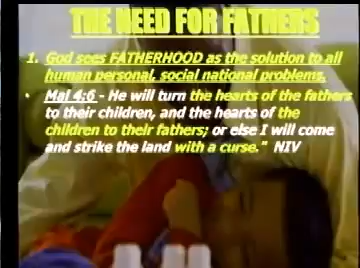 THE NEED FOR FATHERS
1. God sees FATHERHOOD as the solution to all
human personal, social national problems.
• Mal 4:6 - He will turn the hearts of the fathers
to their children, and the hearts of the
children to their fathers; or else I will come
and strike the land with a curse." NIV